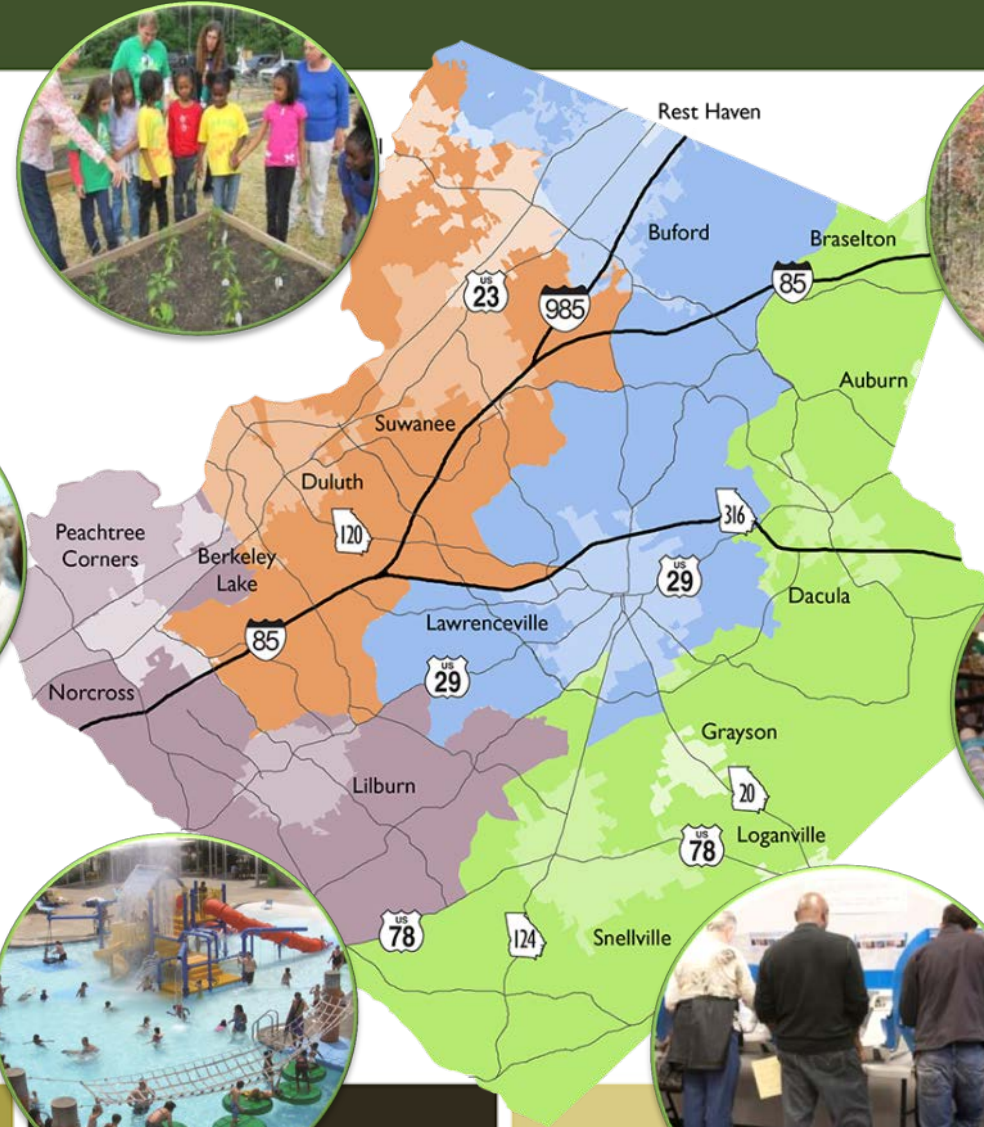 Rest Haven
Buford
Braselton
US
23
985
85
Auburn
Suwanee
Duluth
120
316
Peachtree
Corners
Berkeley
Lake
US
29
Dacula
85
Lawrenceville
US
29
Norcross
Grayson
Lilburn
20
US
78
Loganville
US
78
124
Snellville